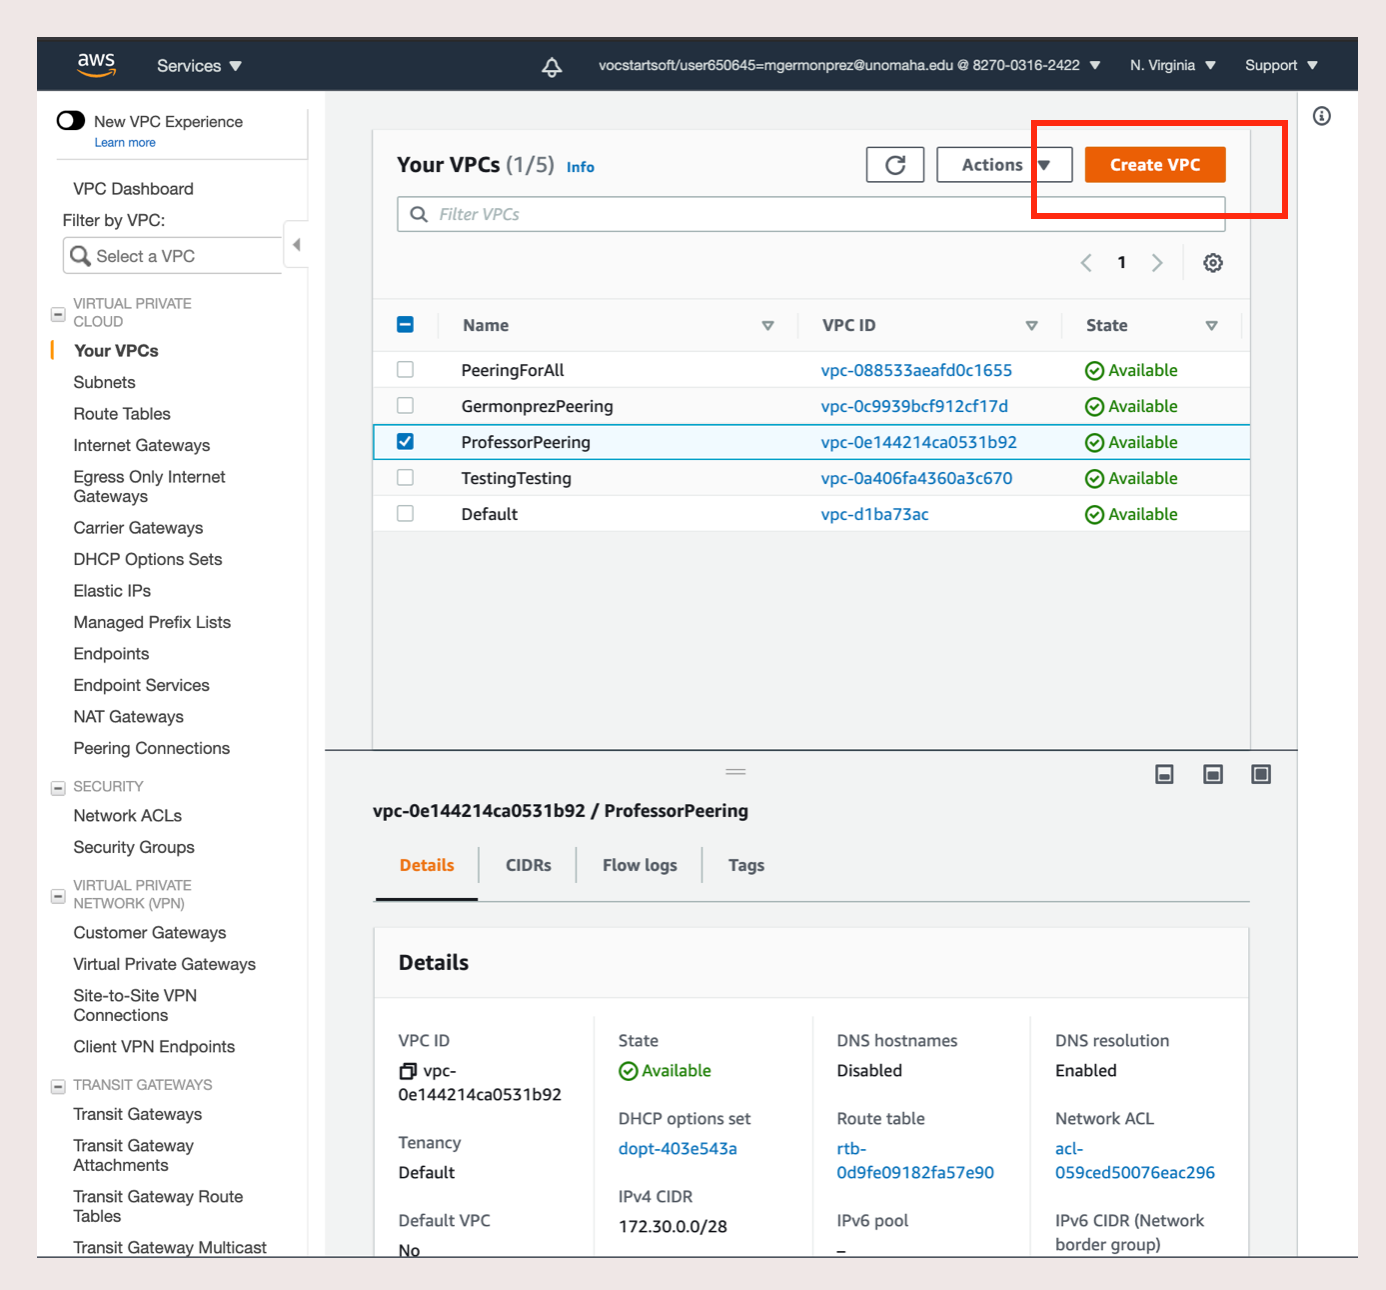 aws
Services
vocstartsoft/user650645=mgermonprez@unomaha.edu @ 8270-0316-2422
N. Virginia
Support
New VPC Experience
Learn more
VPC Dashboard
Filter by VPC:
Select a VPC
VIRTUAL PRIVATE
CLOUD
Your VPCs
Subnets
Route Tables
Internet Gateways
Egress Only Internet
Gateways
Carrier Gateways
DHCP Options Sets
Elastic IPs
Managed Prefix Lists
Endpoints
Endpoint Services
NAT Gateways
Peering Connections
SECURITY
Network ACLs
Security Groups
VIRTUAL PRIVATE
NETWORK (VPN)
Customer Gateways
Virtual Private Gateways
Site-to-Site VPN
Connections
Client VPN Endpoints
TRANSIT GATEWAYS
Transit Gateways
Transit Gateway
Attachments
Transit Gateway Route
Tables
Transit Gateway Multicast
Your VPCs (1/5) Info
Actions
Create VPC
Filter VPCs
1
Name VPC ID State
PeeringForAll vpc-088533aeafd0c1655 Available
GermonprezPeering vpc-0c9939bcf912cf17d Available
ProfessorPeering vpc-0e144214ca0531b92 Available
TestingTesting vpc-0a406fa4360a3c670 Available
Default vpc-d1ba73ac Available
vpc-0e144214ca0531b92 / ProfessorPeering
Details CIDRs Flow logs Tags
Details
VPC ID
vpc-
0e144214ca0531b92
Tenancy
Default
Default VPC
No
State
Available
DHCP options set
dopt-403e543a
IPv4 CIDR
172.30.0.0/28
DNS hostnames
Disabled
Route table
rtb-
0d9fe09182fa57e90
IPv6 pool
–
DNS resolution
Enabled
Network ACL
acl-
059ced50076eac296
IPv6 CIDR (Network
border group)